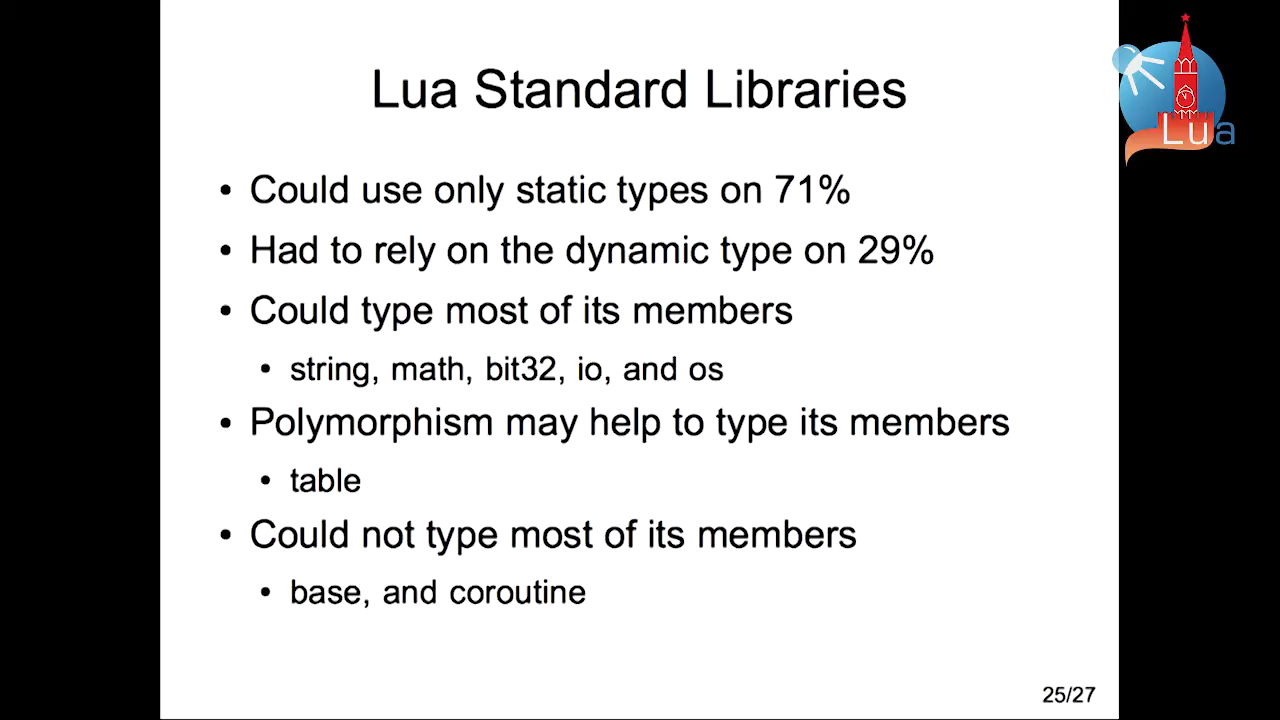 Lua Standard Libraries
Lua
• Could use only static types on 71%
• Had to rely on the dynamic type on 29%
• Could type most of its members
• string, math, bit32, io, and os
• Polymorphism may help to type its members
• table
• Could not type most of its members
• base, and coroutine
25/27